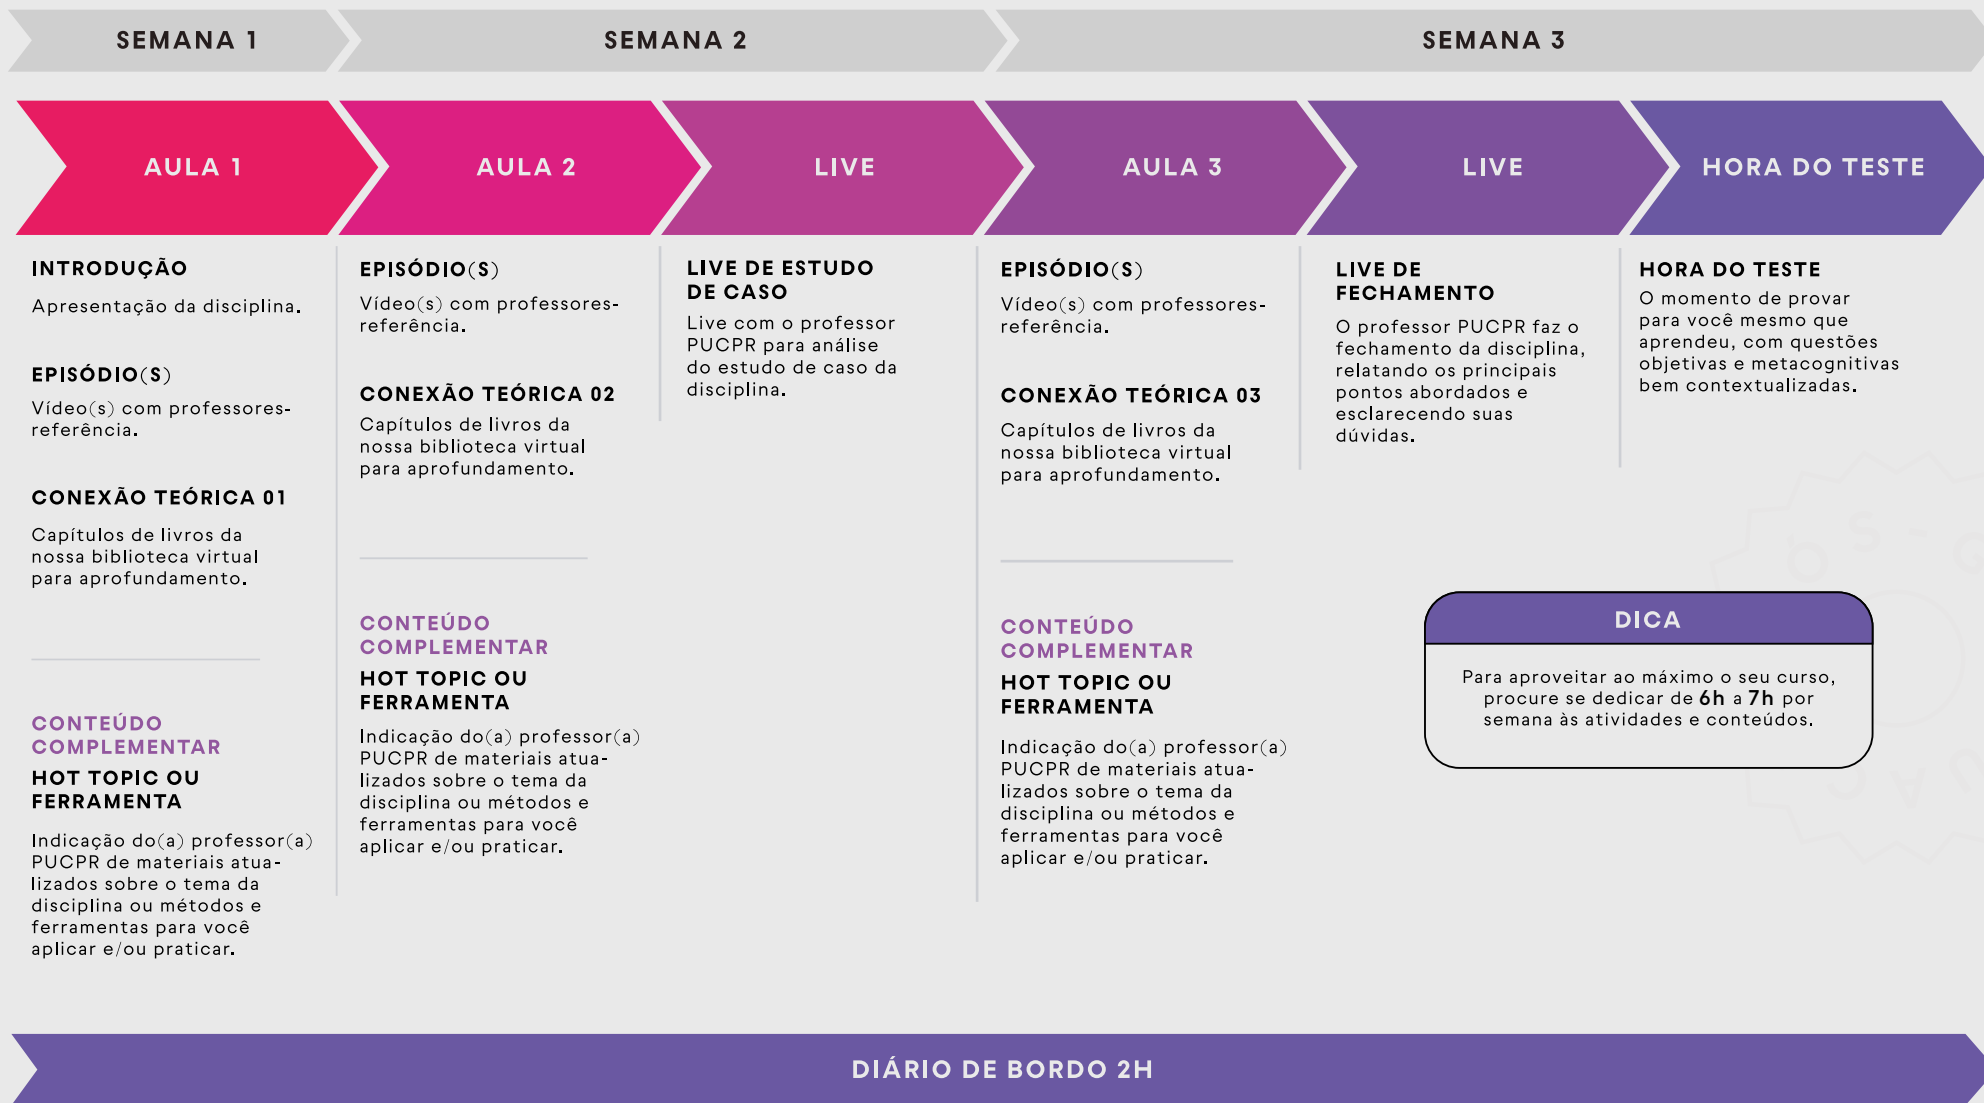 SEMANA 1
SEMANA 2
SEMANA 3
AULA 1
AULA 2
LIVE
AULA 3
LIVE
HORA DO TESTE
INTRODUÇÃO
Apresentação da disciplina.
EPISÓDIO(S)
Vídeo(s) com professores-
referência.
CONEXÃO TEÓRICA 01
Capítulos de livros da
nossa biblioteca virtual
para aprofundamento.
CONTEÚDO
COMPLEMENTAR
HOT TOPIC OU
FERRAMENTA
Indicação do(a) professor(a)
PUCPR de materiais atua-
lizados sobre o tema da
disciplina ou métodos e
ferramentas para você
aplicar e/ou praticar.
EPISÓDIO(S)
Vídeo(s) com professores-
referência.
CONEXÃO TEÓRICA 02
Capítulos de livros da
nossa biblioteca virtual
para aprofundamento.
CONTEÚDO
COMPLEMENTAR
HOT TOPIC OU
FERRAMENTA
Indicação do(a) professor(a)
PUCPR de materiais atua-
lizados sobre o tema da
disciplina ou métodos e
ferramentas para você
aplicar e/ou praticar.
LIVE DE ESTUDO
DE CASO
Live com o professor
PUCPR para análise
do estudo de caso da
disciplina.
EPISÓDIO(S)
Vídeo(s) com professores-
referência.
CONEXÃO TEÓRICA 03
Capítulos de livros da
nossa biblioteca virtual
para aprofundamento.
CONTEÚDO
COMPLEMENTAR
HOT TOPIC OU
FERRAMENTA
Indicação do(a) professor(a)
PUCPR de materiais atua-
lizados sobre o tema da
disciplina ou métodos e
ferramentas para você
aplicar e/ou praticar.
LIVE DE
FECHAMENTO
O professor PUCPR faz o
fechamento da disciplina,
relatando os principais
pontos abordados e
esclarecendo suas
dúvidas.
HORA DO TESTE
O momento de provar
para você mesmo que
aprendeu, com questões
objetivas e metacognitivas
bem contextualizadas.
DICA
Para aproveitar ao máximo o seu curso,
procure se dedicar de 6h a 7h por
semana às atividades e conteúdos.
DIÁRIO DE BORDO 2H